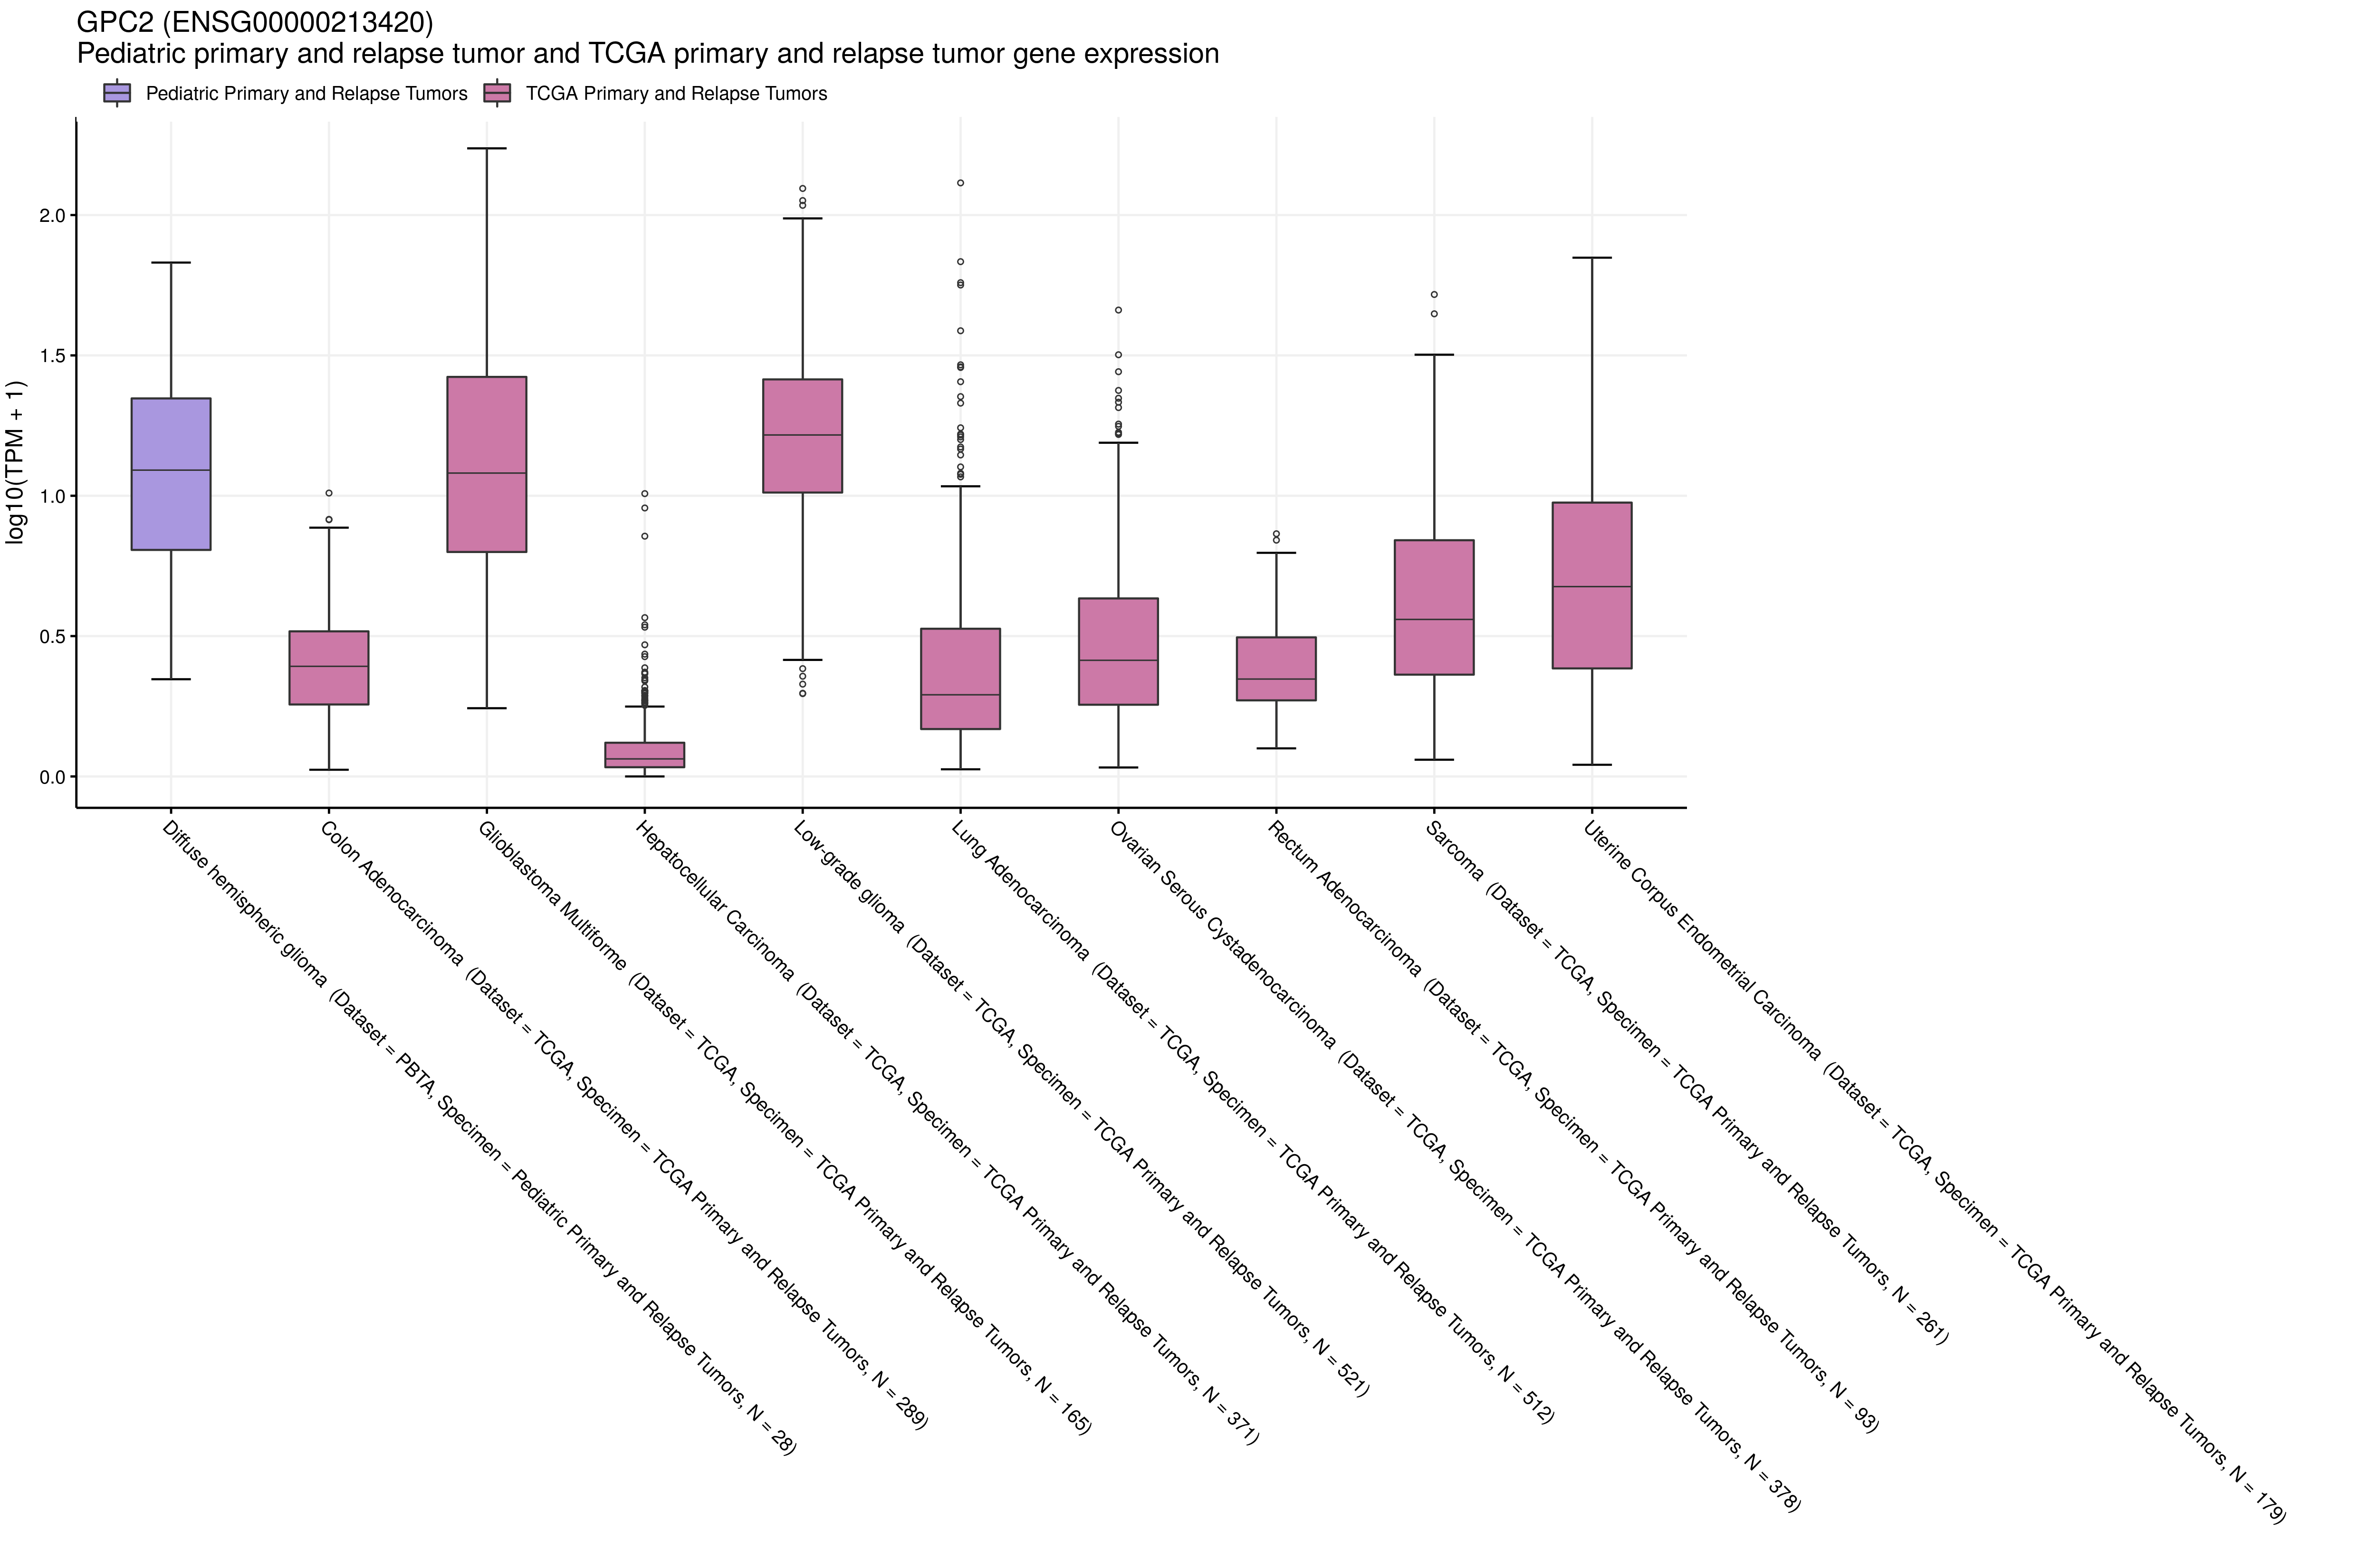 GPC2 (ENSG00000213420)
Pediatric primary and relapse tumor and TCGA primary and relapse tumor gene expression
Pediatric Primary and Relapse Tumors
TCGA Primary and Relapse Tumors
log10(TPM + 1)
2.0
1.5
1.0
0.5
0.0
Diffuse hemispheric glioma (Dataset = PBTA, Specimen = Pediatric Primary and Relapse Tumors, N = 28)
Colon Adenocarcinoma (Dataset = TCGA, Specimen = TCGA Primary and Relapse Tumors, N = 289)
Glioblastoma Multiforme (Dataset = TCGA, Specimen = TCGA Primary and Relapse Tumors, N = 165)
Hepatocellular Carcinoma (Dataset = TCGA, Specimen = TCGA Primary and Relapse Tumors, N = 371)
Low-grade glioma (Dataset = TCGA, Specimen = TCGA Primary and Relapse Tumors, N = 521)
Lung Adenocarcinoma (Dataset = TCGA, Specimen = TCGA Primary and Relapse Tumors, N = 512)
Ovarian Serous Cystadenocarcinoma (Dataset = TCGA, Specimen = TCGA Primary and Relapse Tumors, N = 378)
Rectum Adenocarcinoma (Dataset = TCGA, Specimen = TCGA Primary and Relapse Tumors, N = 93)
Sarcoma (Dataset = TCGA, Specimen = TCGA Primary and Relapse Tumors, N = 261)
Uterine Corpus Endometrial Carcinoma (Dataset = TCGA, Specimen = TCGA Primary and Relapse Tumors, N = 179)